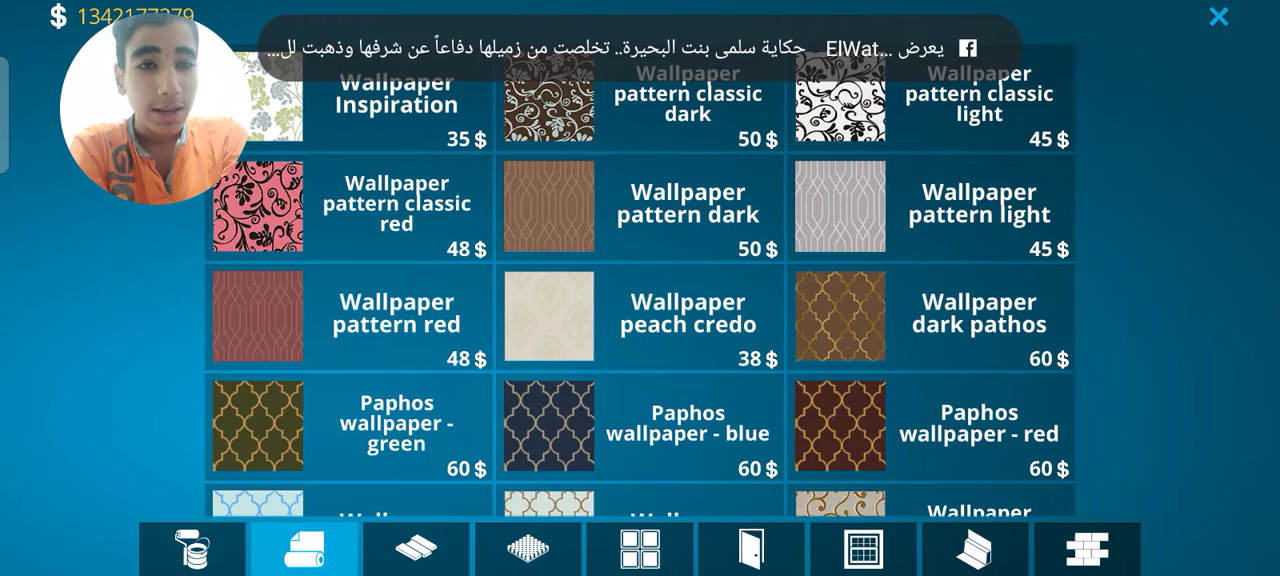 $ 1342177279
يعرض ElWat... حكاية سلمى بنت البحيرة.. تخلصت من زميلها دفاعاً عن شرفها وذهبت لل...
Wallpaper
Inspiration
35 $
Wallpaper
pattern classic
dark
50 $
Wallpaper
pattern classic
light
45 $
Wallpaper
pattern classic
red
48 $
Wallpaper
pattern dark
50 $
Wallpaper
pattern light
45 $
Wallpaper
pattern red
48 $
Wallpaper
peach credo
38 $
Wallpaper
dark pathos
60 $
Paphos
wallpaper -
green
60 $
Paphos
wallpaper - blue
60 $
Paphos
wallpaper - red
60 $
Wallpaper